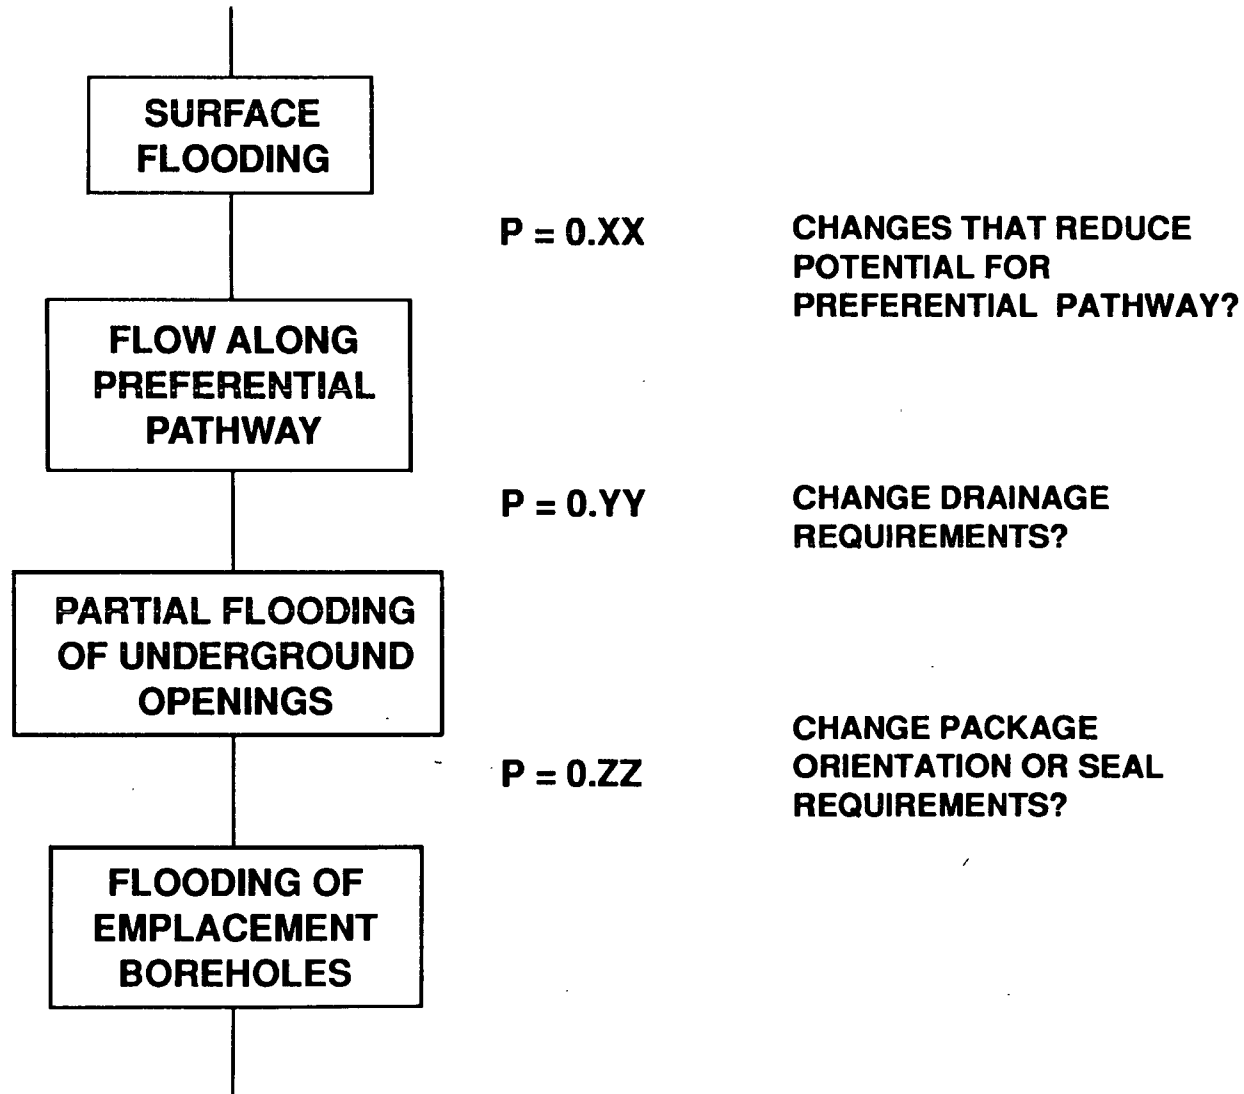 SURFACE
FLOODING
P = 0.XX
CHANGES THAT REDUCE
POTENTIAL FOR
PREFERENTIAL PATHWAY?
FLOW ALONG
PREFERENTIAL
PATHWAY
P = 0.YY
CHANGE DRAINAGE
REQUIREMENTS?
PARTIAL FLOODING
OF UNDERGROUND
OPENINGS
P = 0.ZZ
CHANGE PACKAGE
ORIENTATION OR SEAL
REQUIREMENTS?
FLOODING OF
EMPLACEMENT
BOREHOLES